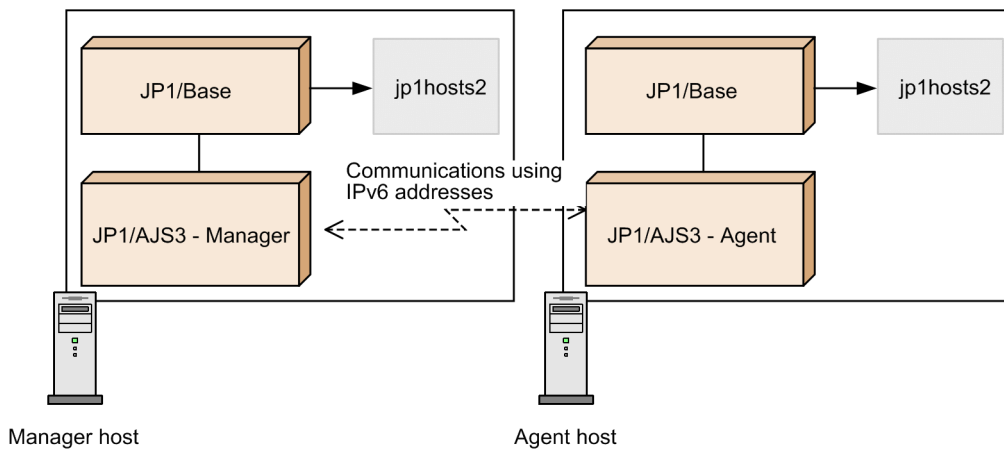 JP1/Base
jp1hosts2
JP1/Base
jp1hosts2
Communications using
IPv6 addresses
JP1/AJS3 - Manager
JP1/AJS3 - Agent
Manager host
Agent host